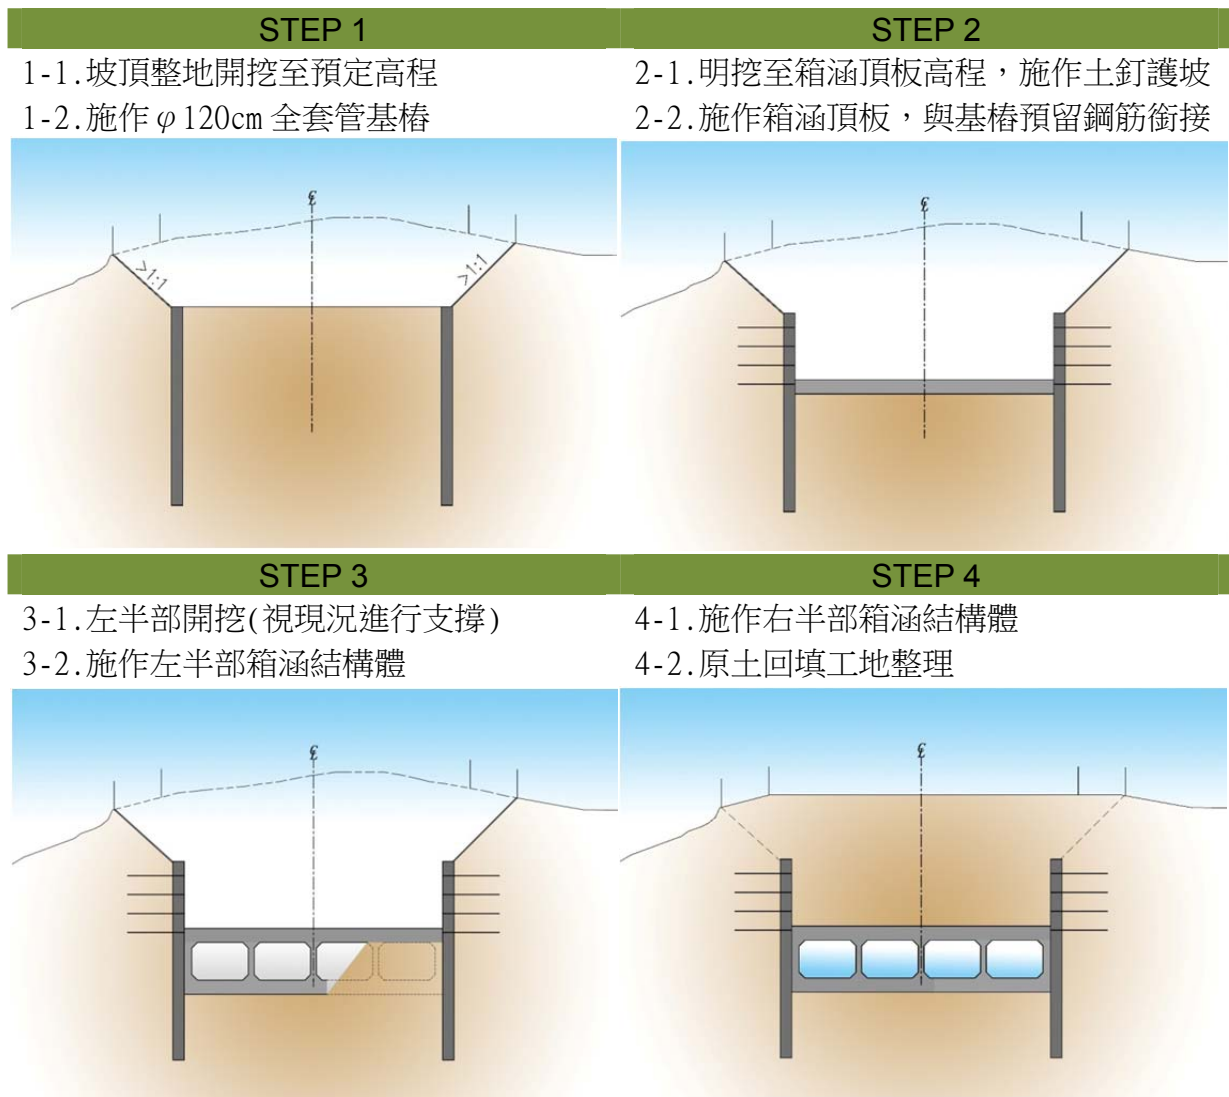 STEP 1
1-1.坡頂整地開挖至預定高程
1-2.施作φ120cm 全套管基樁
℄
>1:1
>1:1
STEP 2
2-1.明挖至箱涵頂板高程，施作土釘護坡
2-2.施作箱涵頂板，與基樁預留鋼筋銜接
℄
STEP 3
3-1.左半部開挖(視現況進行支撐)
3-2.施作左半部箱涵結構體
℄
STEP 4
4-1.施作右半部箱涵結構體
4-2.原土回填工地整理
℄